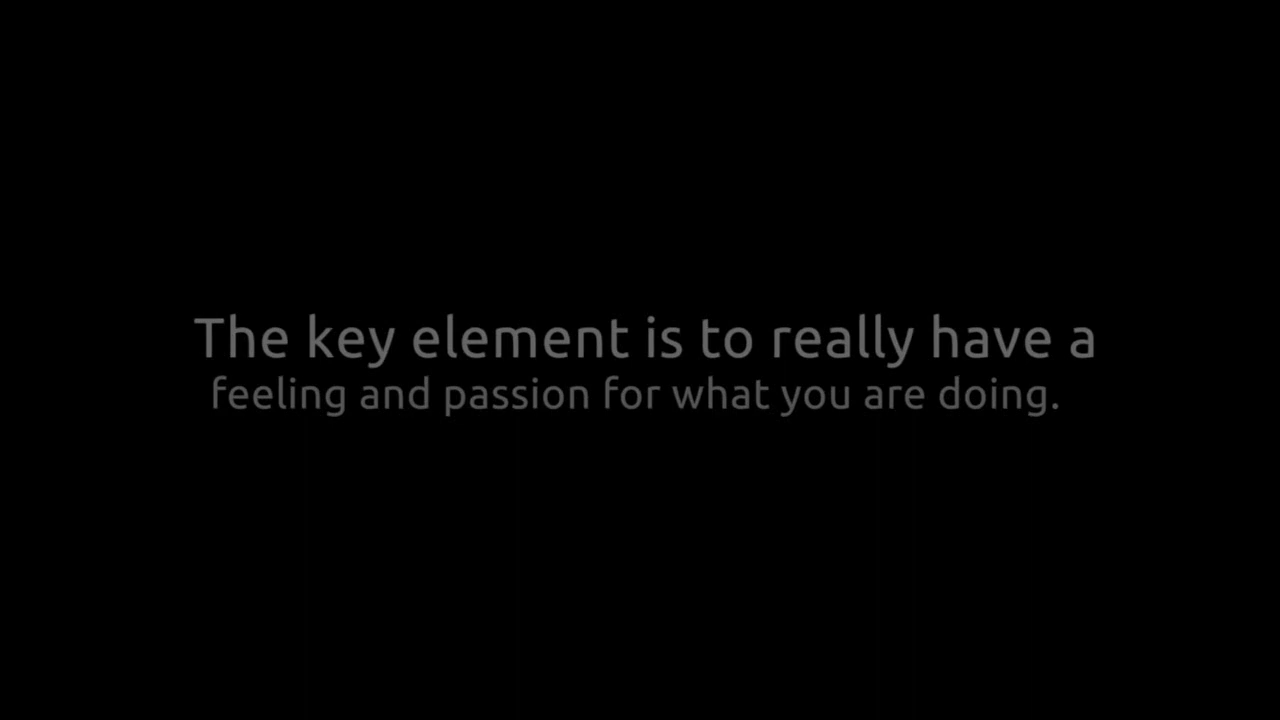 The key element is to really have a
feeling and passion for what you are doing.